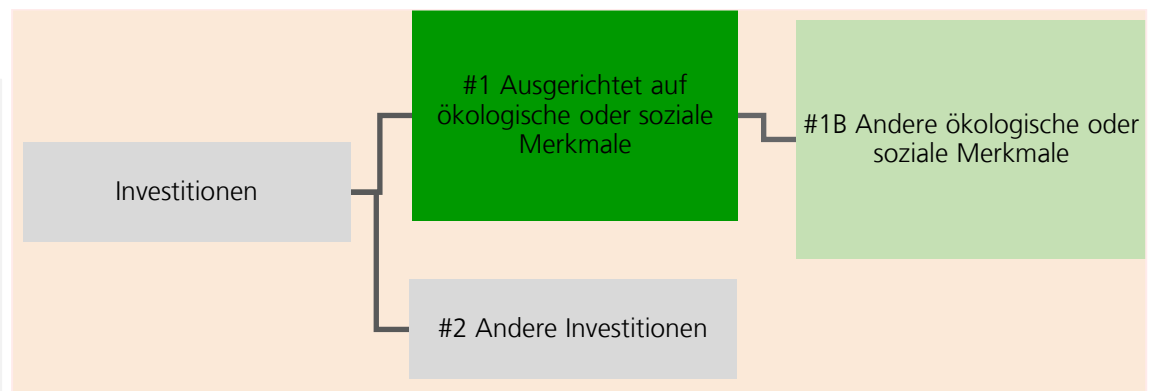 #1 Ausgerichtet auf
ökologische oder soziale
Merkmale
#1B Andere ökologische oder
soziale Merkmale
Investitionen
#2 Andere Investitionen